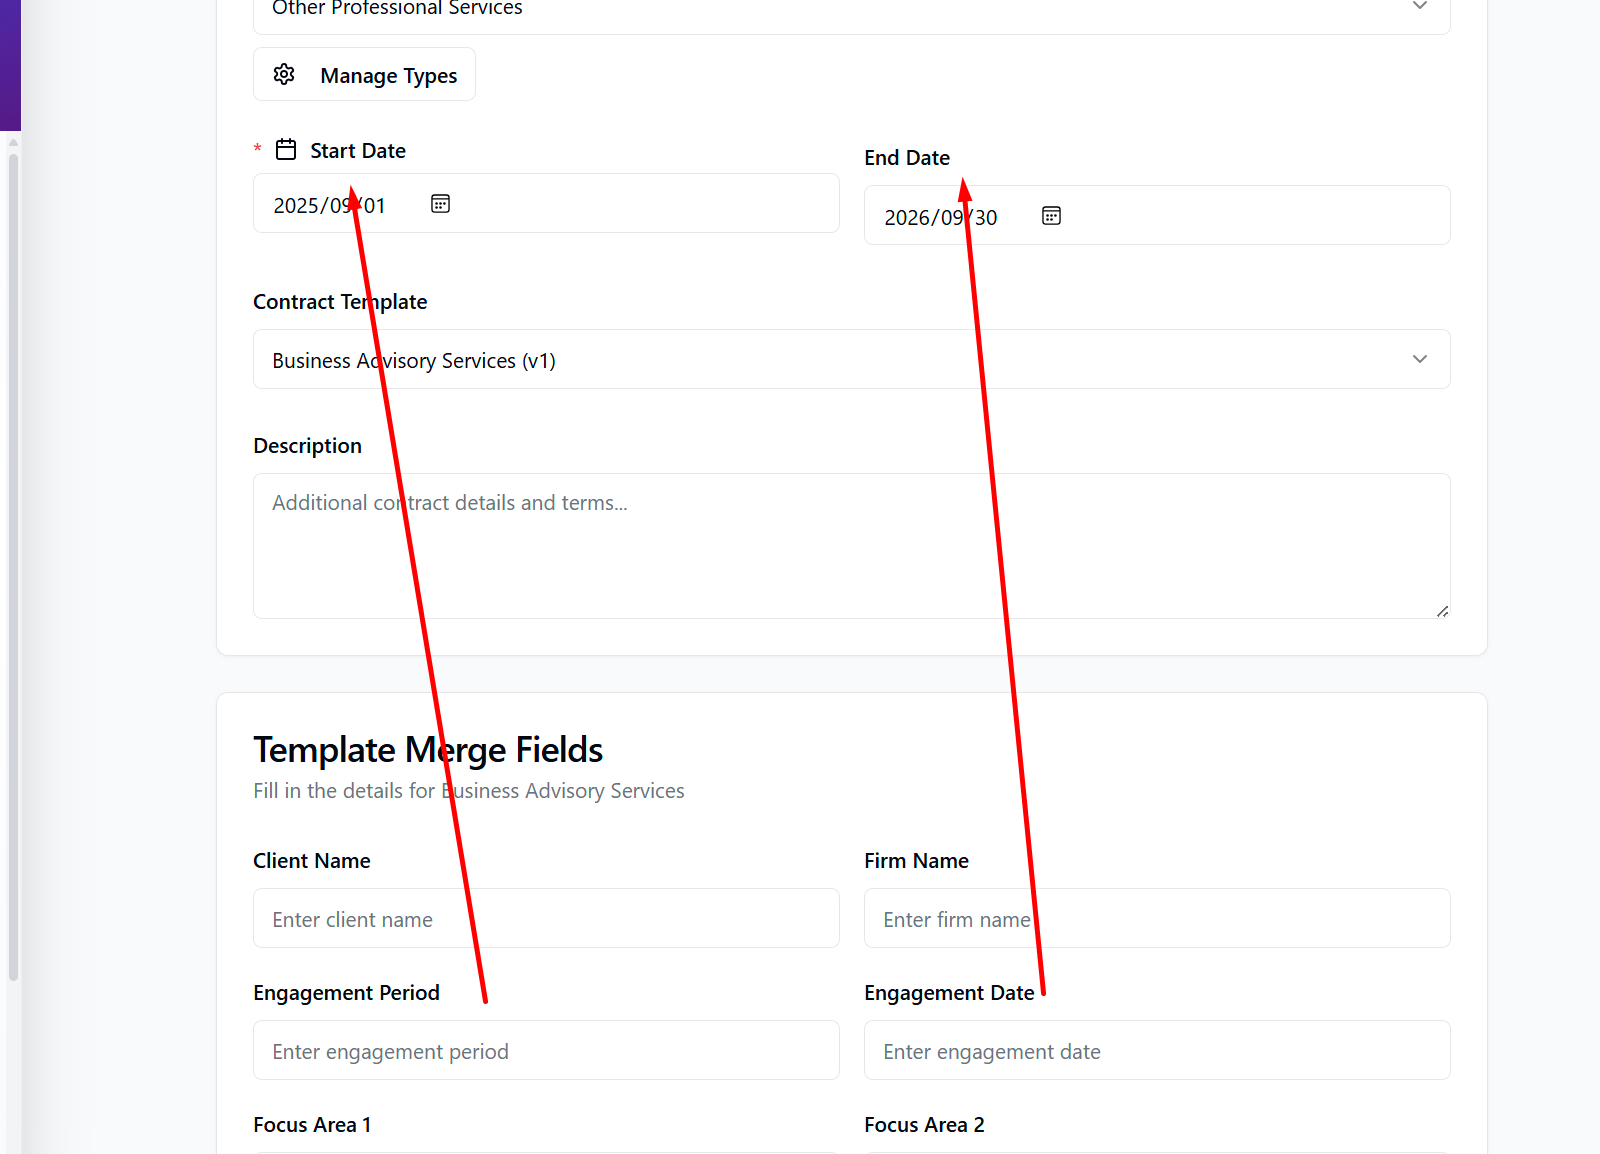 Other Professional Services
Manage Types
* Start Date
End Date
2025/09/01
2026/09/30
Contract Template
Business Advisory Services (v1)
Description
Additional contract details and terms...
Template Merge Fields
Fill in the details for Business Advisory Services
Client Name
Firm Name
Enter client name
Enter firm name
Engagement Period
Engagement Date
Enter engagement period
Enter engagement date
Focus Area 1
Focus Area 2